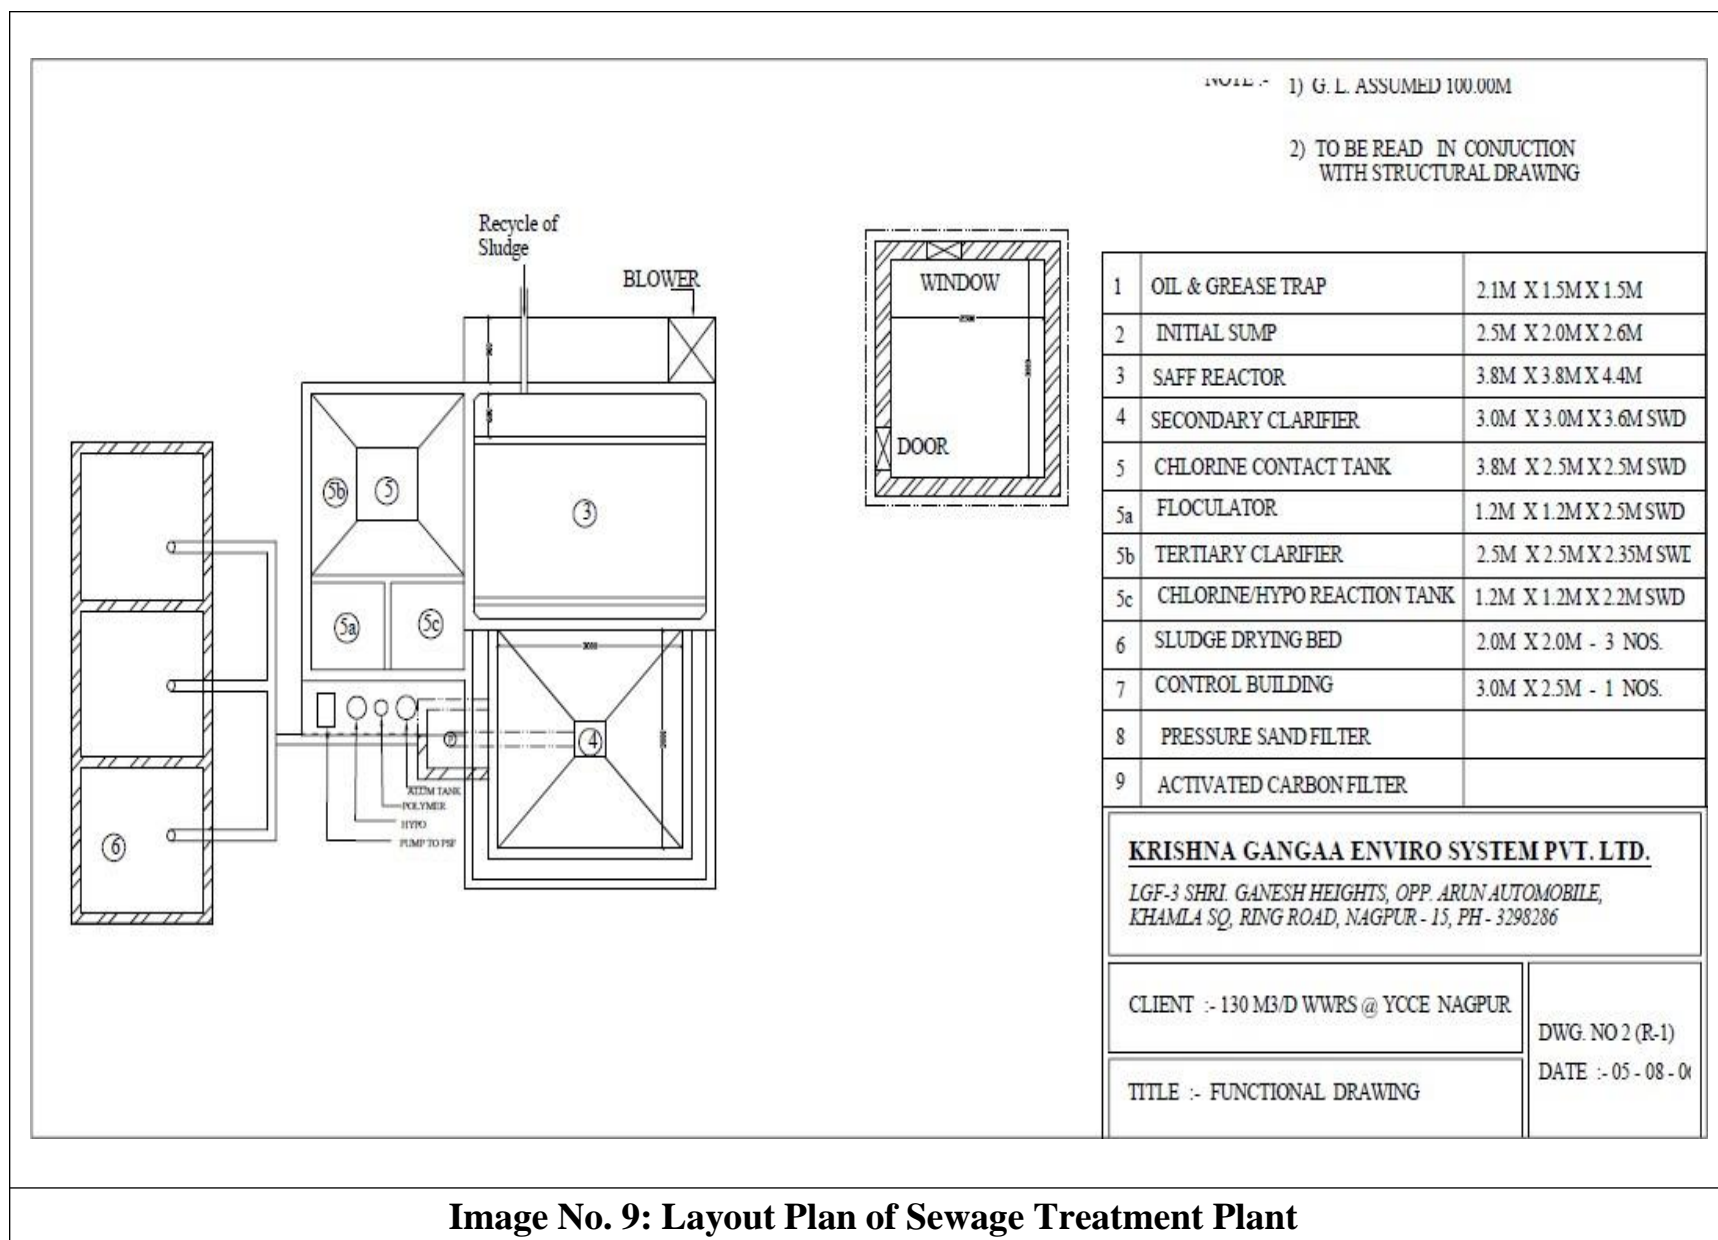 NOTE :- 1) G. L. ASSUMED 100.00M
2) TO BE READ IN CONJUCTION
WITH STRUCTURAL DRAWING
Recycle of
Sludge
BLOWER
WINDOW
DOOR
5b
5
3
5a
5c
4
6
ALUM TANK
POLYMER
HYPO
PUMP TO PSF
3000
1 OIL & GREASE TRAP 2.1M X 1.5M X 1.5M
2 INITIAL SUMP 2.5M X 2.0M X 2.6M
3 SAFF REACTOR 3.8M X 3.8M X 4.4M
4 SECONDARY CLARIFIER 3.0M X 3.0M X 3.6M SWD
5 CHLORINE CONTACT TANK 3.8M X 2.5M X 2.5M SWD
5a FLOCULATOR 1.2M X 1.2M X 2.5M SWD
5b TERTIARY CLARIFIER 2.5M X 2.5M X 2.35M SWD
5c CHLORINE/HYPO REACTION TANK 1.2M X 1.2M X 2.2M SWD
6 SLUDGE DRYING BED 2.0M X 2.0M - 3 NOS.
7 CONTROL BUILDING 3.0M X 2.5M - 1 NOS.
8 PRESSURE SAND FILTER
9 ACTIVATED CARBON FILTER
KRISHNA GANGAA ENVIRO SYSTEM PVT. LTD.
LGF-3 SHRI. GANESH HEIGHTS, OPP. ARUN AUTOMOBILE,
KHAMLA SQ, RING ROAD, NAGPUR - 15, PH - 3298286
CLIENT :- 130 M3/D WWRS @ YCCE NAGPUR
DWG. NO 2 (R-1)
DATE :- 05 - 08 - 0
TITLE :- FUNCTIONAL DRAWING
Image No. 9: Layout Plan of Sewage Treatment Plant